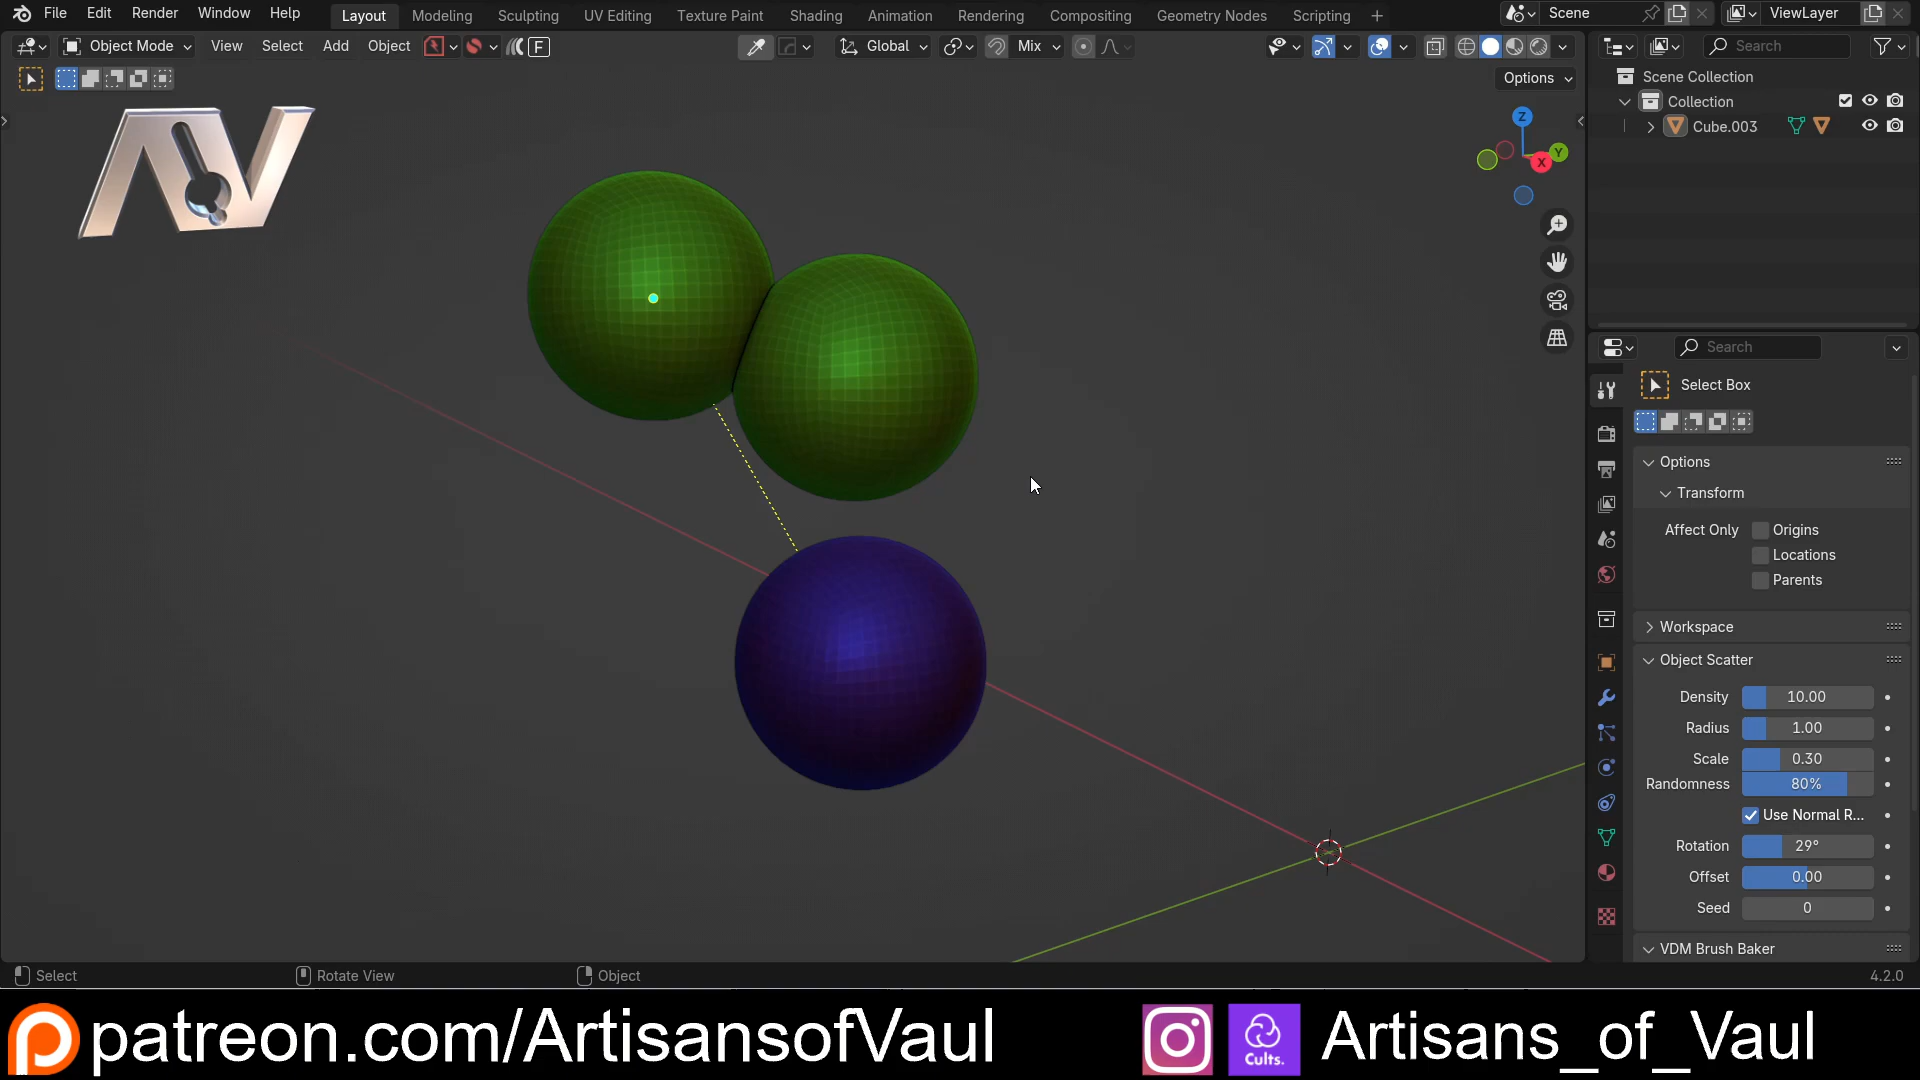 File Edit Render Window Help Layout Modeling Sculpting UV Editing Texture Paint Shading Animation Rendering Compositing Geometry Nodes Scripting + Scene ViewLayer
Object Mode View Select Add Object F Global Mix Search
Options
Scene Collection
Collection
Cube.003
Z
Y
X
AV
Search
Select Box
Options
Transform
Affect Only Origins
Locations
Parents
Workspace
Object Scatter
Density 10.00
Radius 1.00
Scale 0.30
Randomness 80%
Use Normal R...
Rotation 29°
Offset 0.00
Seed 0
VDM Brush Baker
Select Rotate View Object 4.2.0
patreon.com/ArtisansofVaul Cults. Artisans_of_Vaul